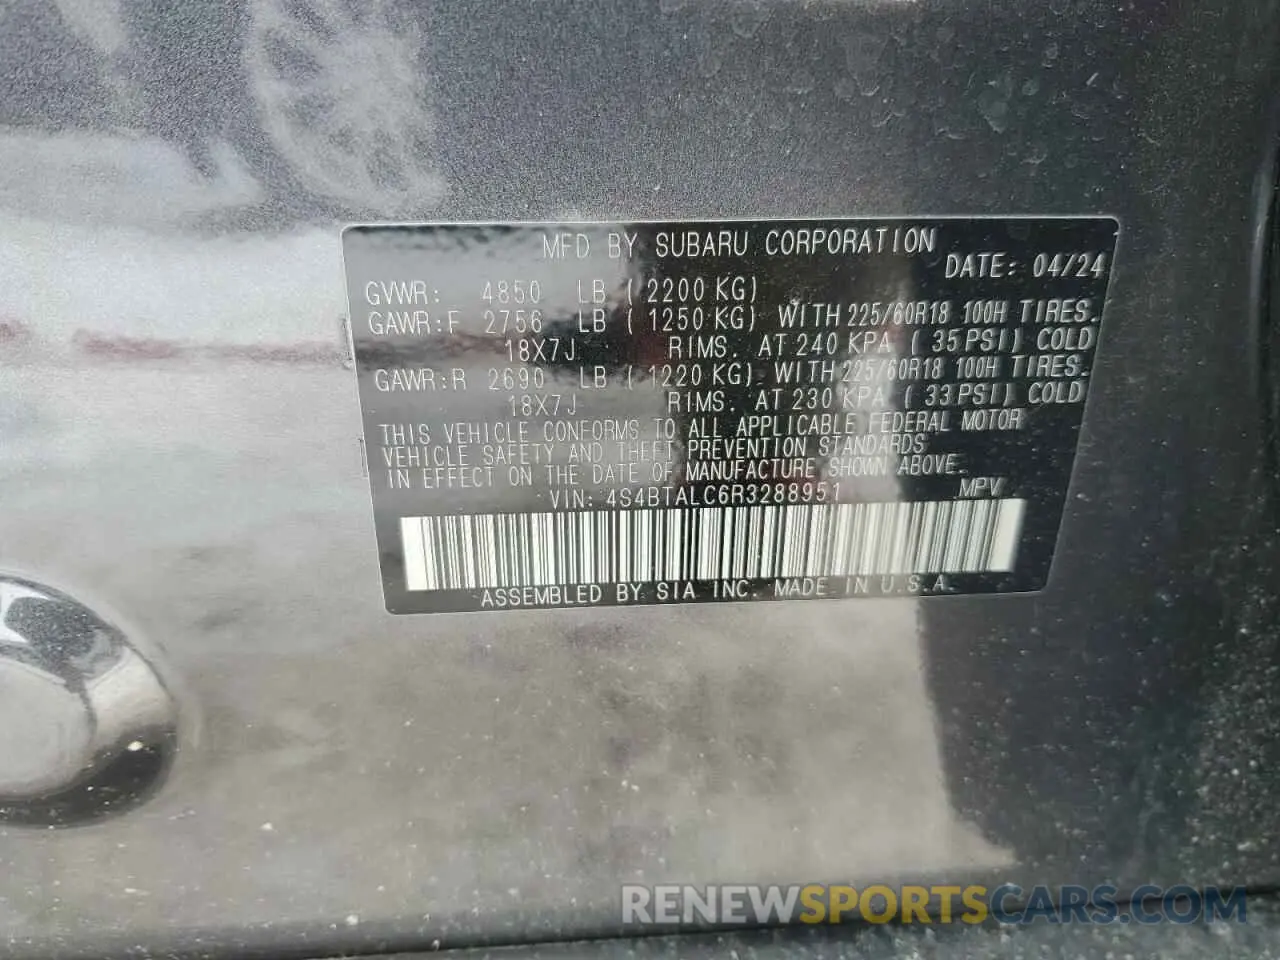 MFD BY SUBARU CORPORATION
DATE: 04/24
GVWR: 4850 LB (2200 KG)
GAWR:F 2756 LB (1250 KG) WITH 225/60R18 100H TIRES.
18X7J RIMS. AT 240 KPA (35 PSI) COLD
GAWR:R 2690 LB (1220 KG) WITH 225/60R18 100H TIRES.
18X7J RIMS. AT 230 KPA (33 PSI) COLD
THIS VEHICLE CONFORMS TO ALL APPLICABLE FEDERAL MOTOR
VEHICLE SAFETY AND THEFT PREVENTION STANDARDS
IN EFFECT ON THE DATE OF MANUFACTURE SHOWN ABOVE.
VIN: 4S4BTALC6R3288951 MPV
ASSEMBLED BY SIA INC. MADE IN U.S.A.
RENEWSPORTSCARS.COM